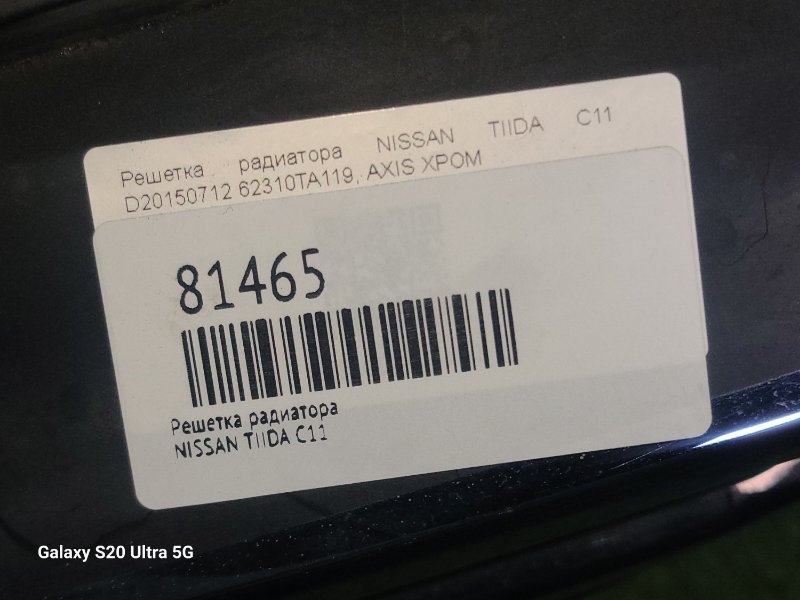 Решетка радиатора NISSAN TIIDA C11
D20150712 62310TA119, AXIS ХРОМ
81465
Решетка радиатора
NISSAN TIIDA C11
Galaxy S20 Ultra 5G